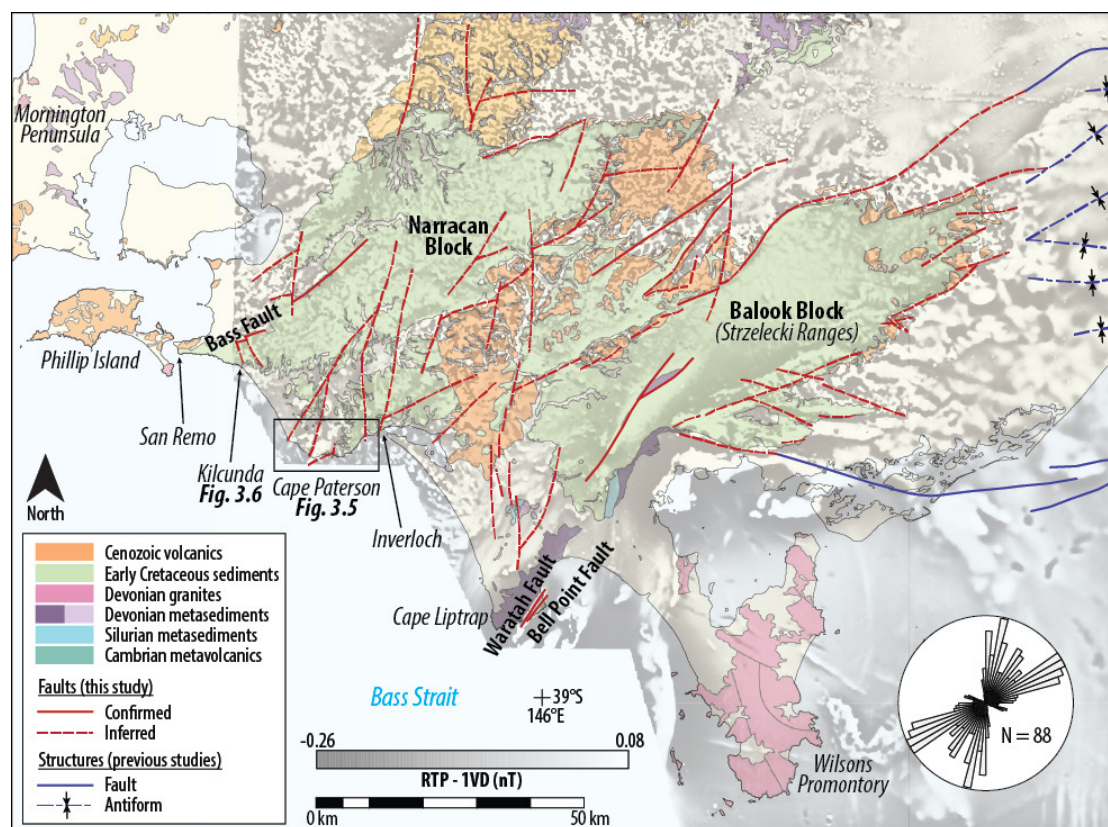 Mornington
Penunsula
Narracan
Block
Bass Fault
Balook Block
(Strzelecki Ranges)
Phillip Island
San Remo
Kilcunda
Fig. 3.6
Cape Paterson
Fig. 3.5
Inverloch
North
Cape Liptrap
Waratah Fault
Bell Point Fault
Cenozoic volcanics
Early Cretaceous sediments
Devonian granites
Devonian metasediments
Silurian metasediments
Cambrian metavolcanics
Faults (this study)
Confirmed
Inferred
Structures (previous studies)
Fault
Antiform
Bass Strait
39°S
146°E
-0.26 0.08
RTP - 1VD (nT)
0 km 50 km
Wilsons
Promontory
N = 88